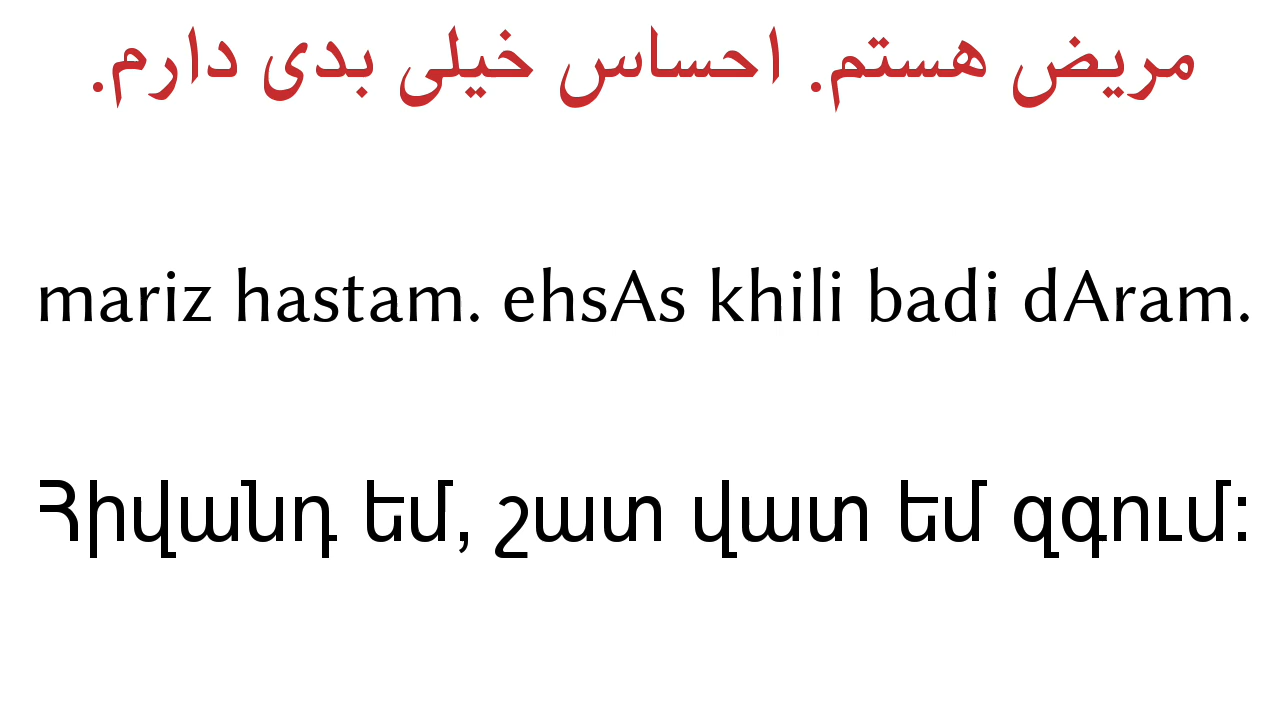 مریض هستم. احساس خیلی بدی دارم.
mariz hastam. ehsAs khili badi dAram.
Հիվանդ եմ, շատ վատ եմ զգում: